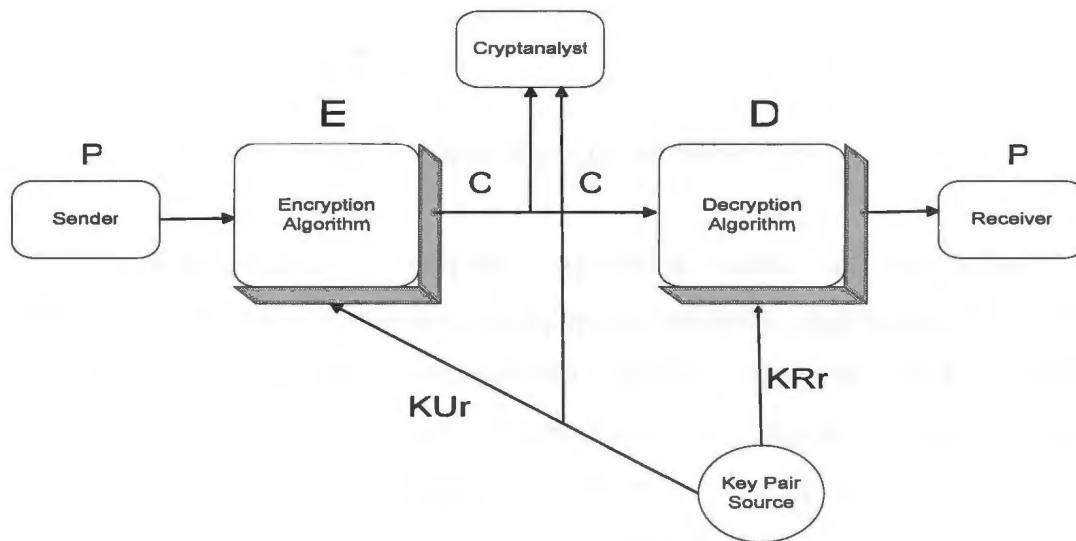 Cryptanalyst
E
D
P
P
Sender
Encryption
Algorithm
C
C
Decryption
Algorithm
Receiver
KUr
KRr
Key Pair
Source